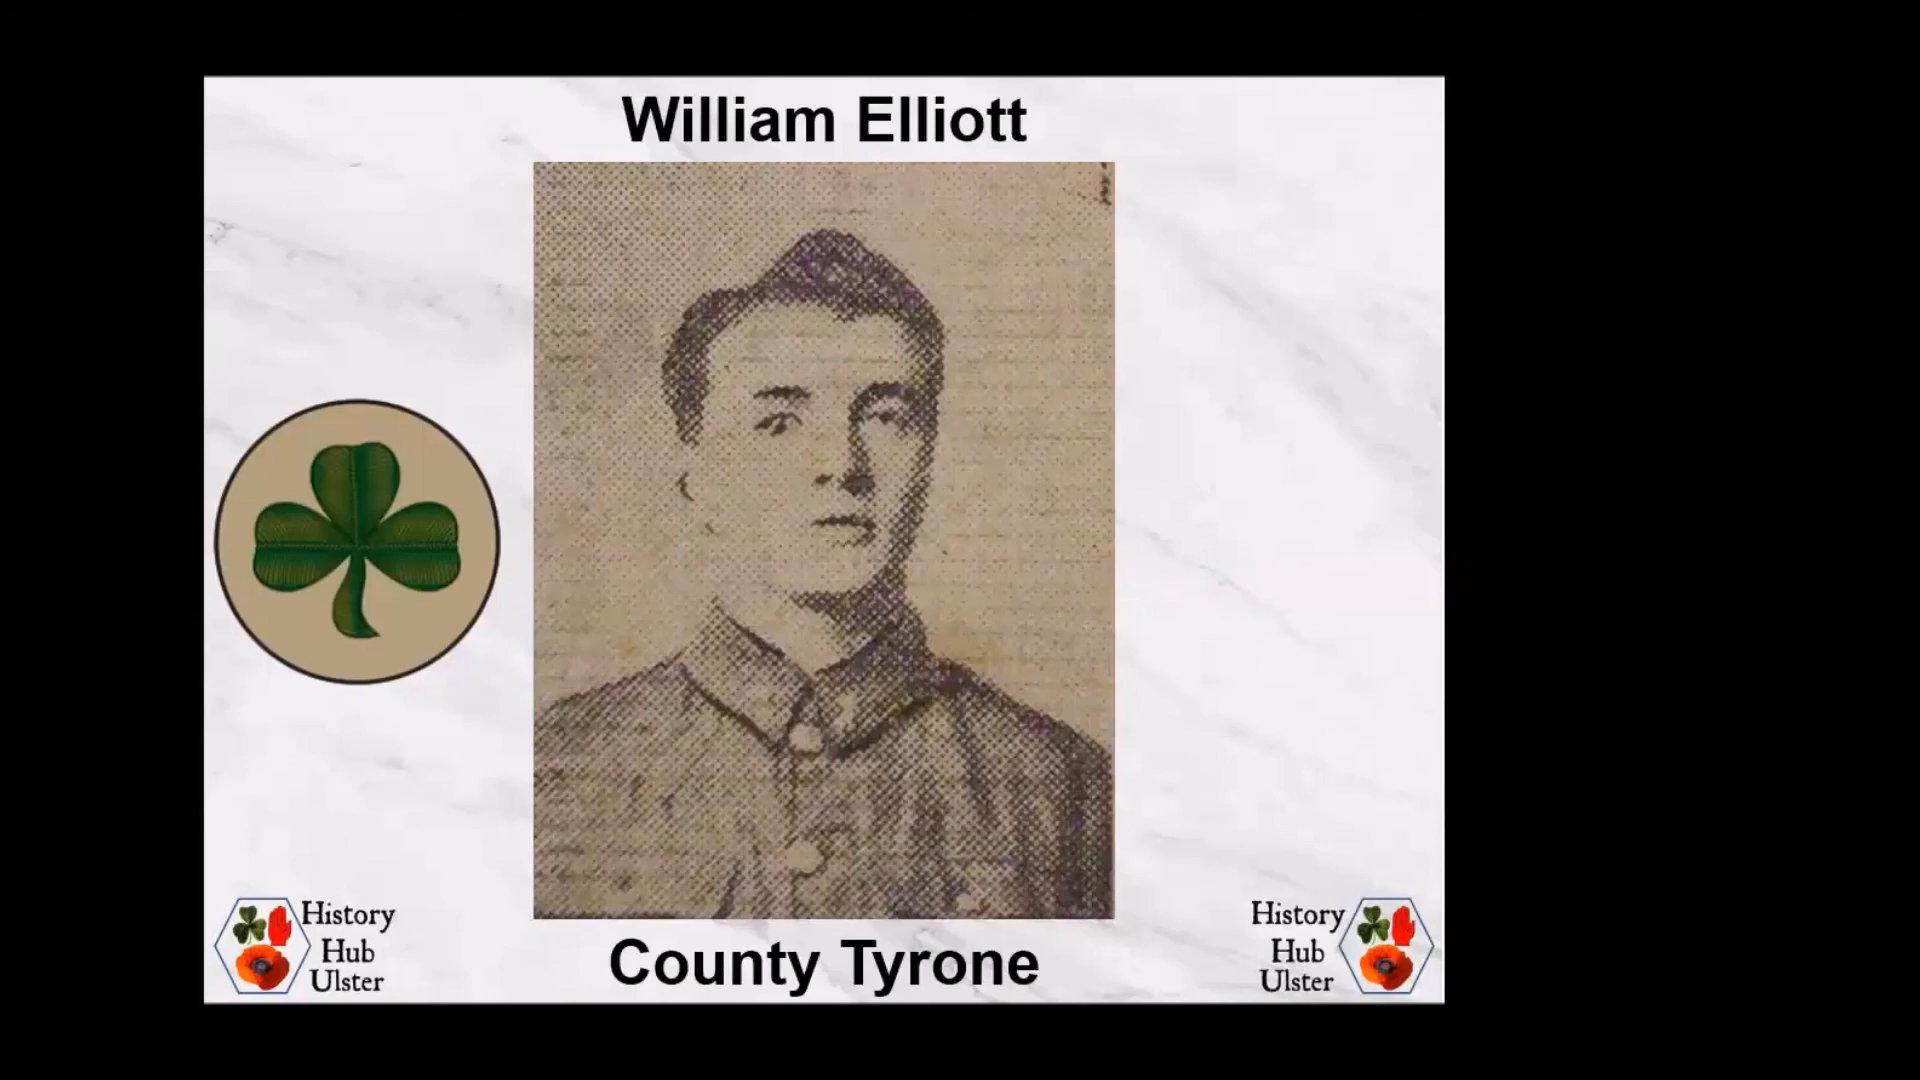 William Elliott
County Tyrone
History
Hub
Ulster
History
Hub
Ulster